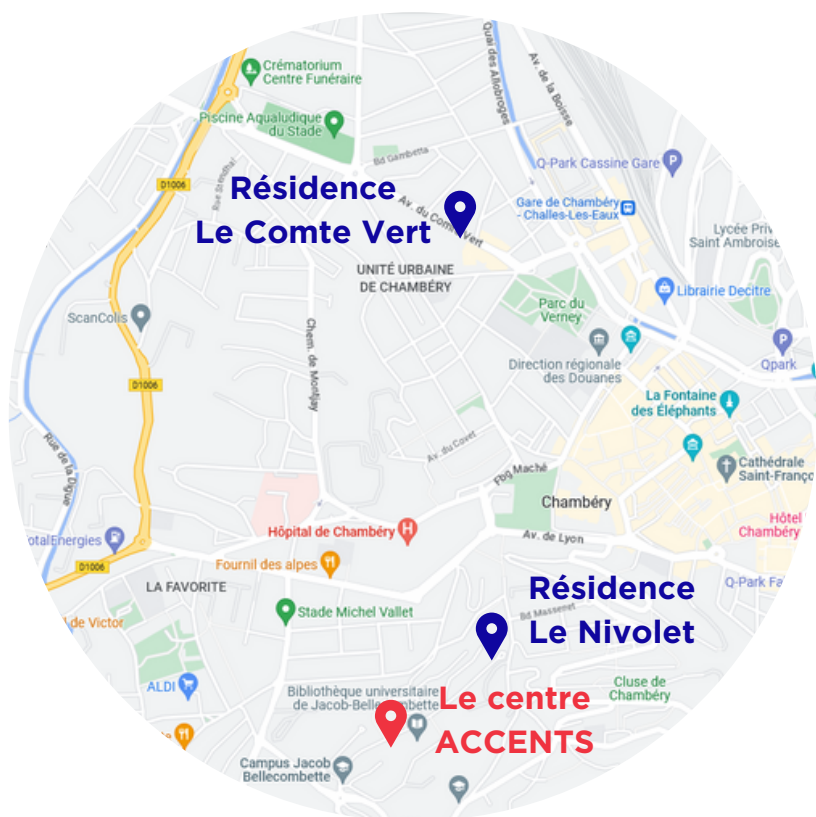 Crématorium
Centre Funéraire
Quai des Allobroges
Av. de la Boisse
Piscine Aqualudique
du Stade
Bd Gambetta
Q-Park Cassine Gare
D1006
Rue Stendhal
Résidence
Le Comte Vert
Av. du Comte Vert
Gare de Chambéry
- Challes-Les-Eaux
Lycée Priv
Saint Ambroise
UNITÉ URBAINE
DE CHAMBÉRY
Librairie Decitre
Parc du
Verney
ScanColis
Chem. de Montjay
Direction régionale
des Douanes
Qpark
D1006
La Fontaine
des Éléphants
Rue de la Digue
Av. du Covet
Fbg Maché
Cathédrale
Saint-Franço
Chambéry
Hôpital de Chambéry
H
Hôtel
Chambéry
otalEnergies
Av. de Lyon
Fournil des alpes
D1006
LA FAVORITE
Q-Park Fa
Résidence
Le Nivolet
Bd Massenet
Stade Michel Vallet
l de Victor
ALDI
Cluse de
Chambéry
Bibliothèque universitaire
de Jacob-Bellecombette
Le centre
ACCENTS
Campus Jacob
Bellecombette